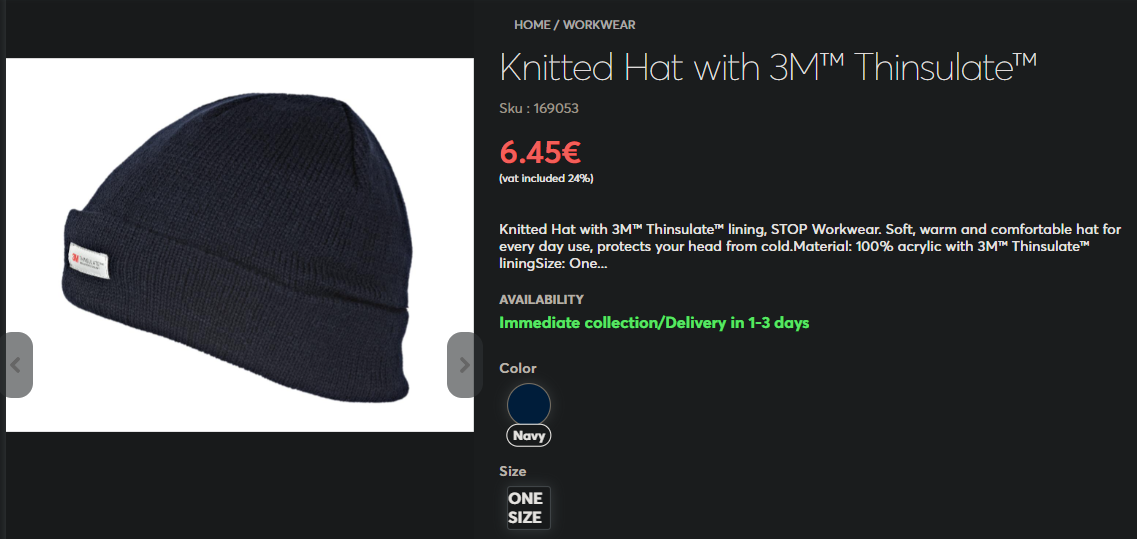 HOME / WORKWEAR
Knitted Hat with 3M™ Thinsulate™
Sku : 169053
6.45€
(vat included 24%)
Knitted Hat with 3M™ Thinsulate™ lining, STOP Workwear. Soft, warm and comfortable hat for
every day use, protects your head from cold.Material: 100% acrylic with 3M™ Thinsulate™
liningSize: One...
AVAILABILITY
Immediate collection/Delivery in 1-3 days
Color
Navy
Size
ONE
SIZE
3M